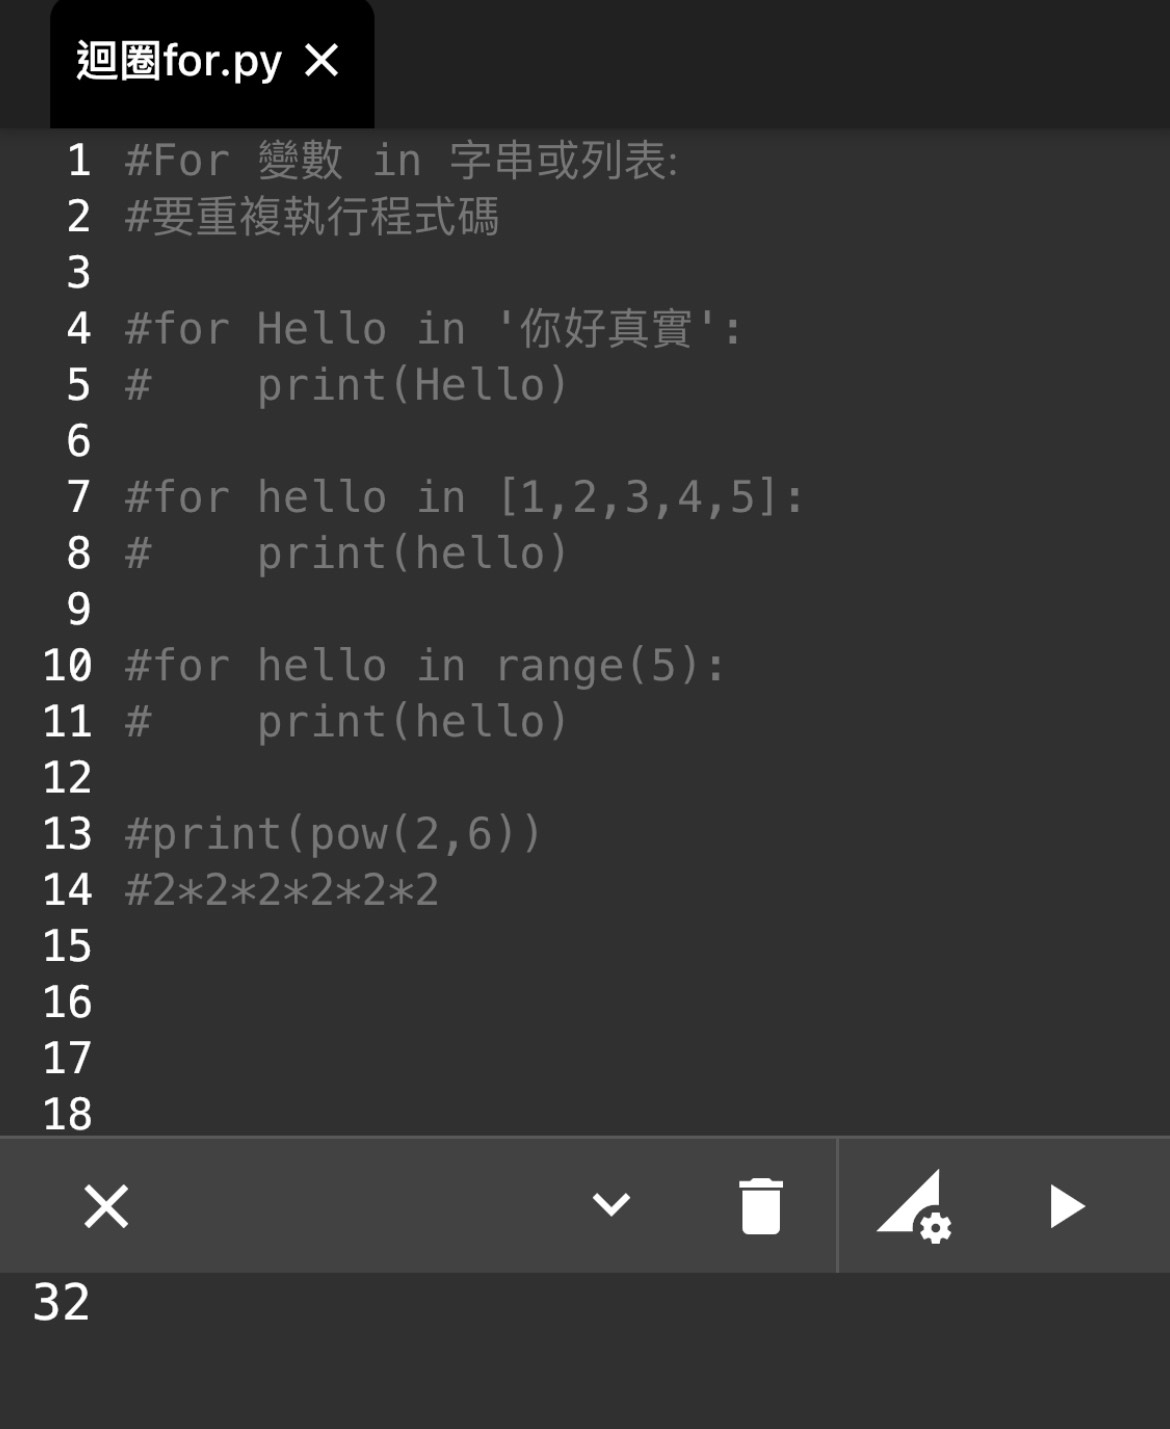 迴圈for.py
1 #For 變數 in 字串或列表:
2 #要重複執行程式碼
3
4 #for Hello in '你好真實':
5 #    print(Hello)
6
7 #for hello in [1,2,3,4,5]:
8 #    print(hello)
9
10 #for hello in range(5):
11 #    print(hello)
12
13 #print(pow(2,6))
14 #2*2*2*2*2*2
15
16
17
18
32